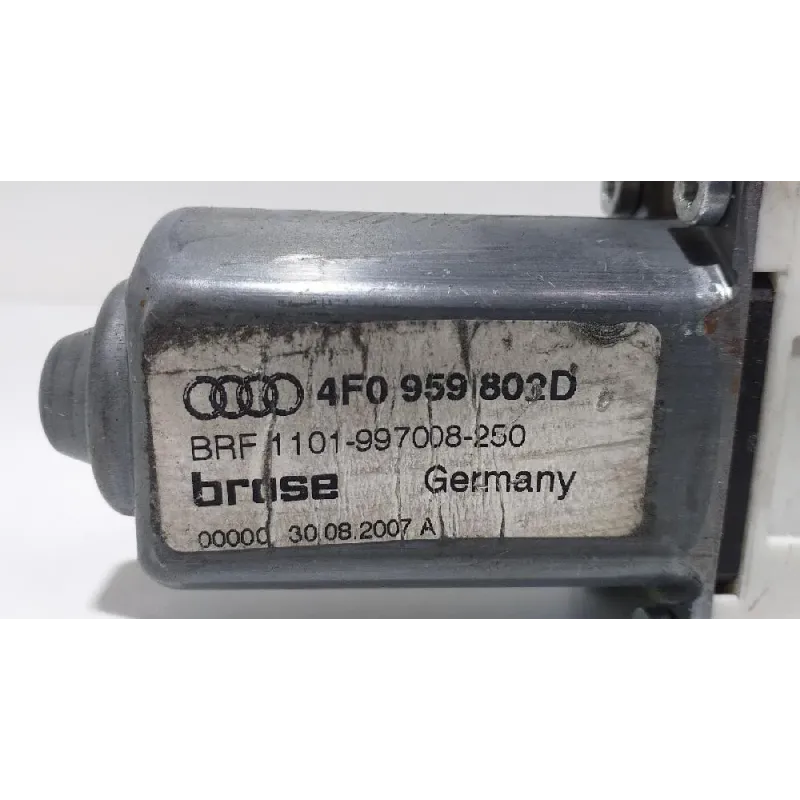 4F0 959 802D
BRF 1101-997008-250
brose Germany
00000 30.08.2007 A